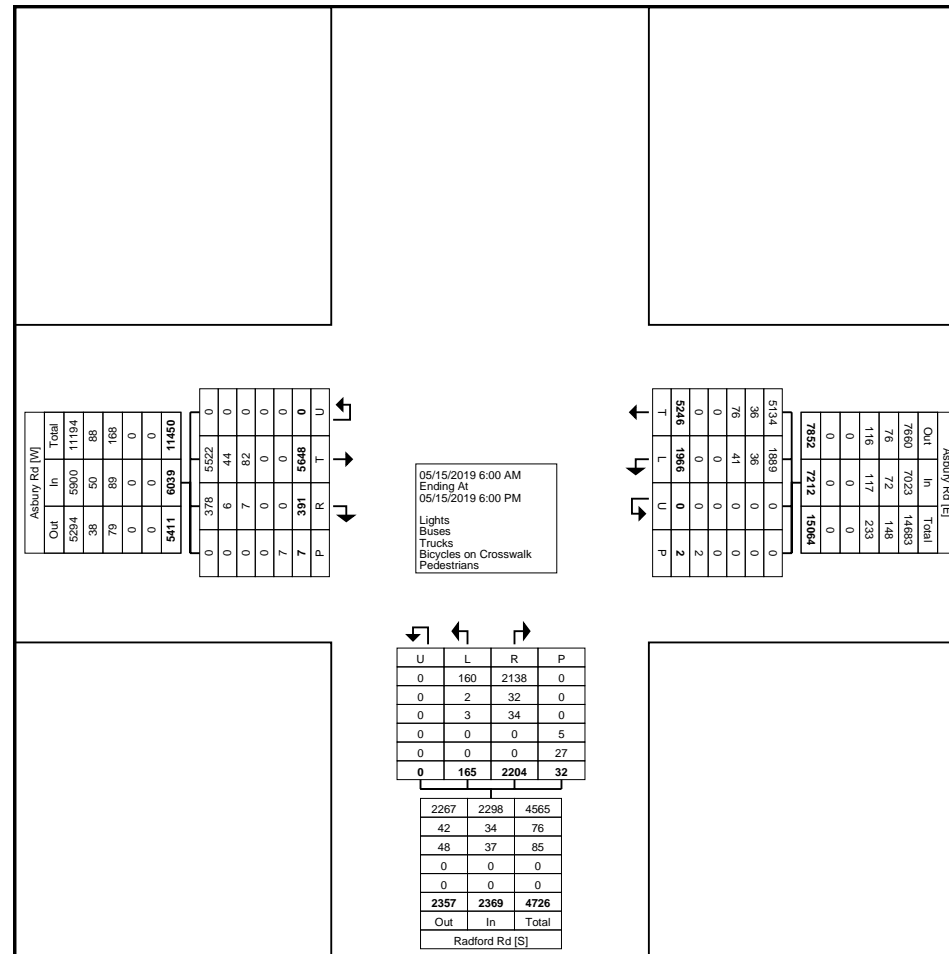 U T R P
0 5648 391 7
0 0 0 7
0 0 0 0
0 82 7 0
0 44 6 0
0 5522 378 0
11450 6039 5411
0 0 0
0 0 0
168 89 79
88 50 38
11194 5900 5294
Total In Out
Asbury Rd [W]
05/15/2019 6:00 AM
Ending At
05/15/2019 6:00 PM
Lights
Buses
Trucks
Bicycles on Crosswalk
Pedestrians
Asbury Rd [E]
Out In Total
7660 7023 14683
76 72 148
116 117 233
0 0 0
0 0 0
7852 7212 15064
5134 1889 0 0
36 36 0 0
76 41 0 0
0 0 0 0
0 0 0 2
5246 1966 0 2
T L U P
U L R P
0 160 2138 0
0 2 32 0
0 3 34 0
0 0 0 5
0 0 0 27
0 165 2204 32
2267 2298 4565
42 34 76
48 37 85
0 0 0
0 0 0
2357 2369 4726
Out In Total
Radford Rd [S]